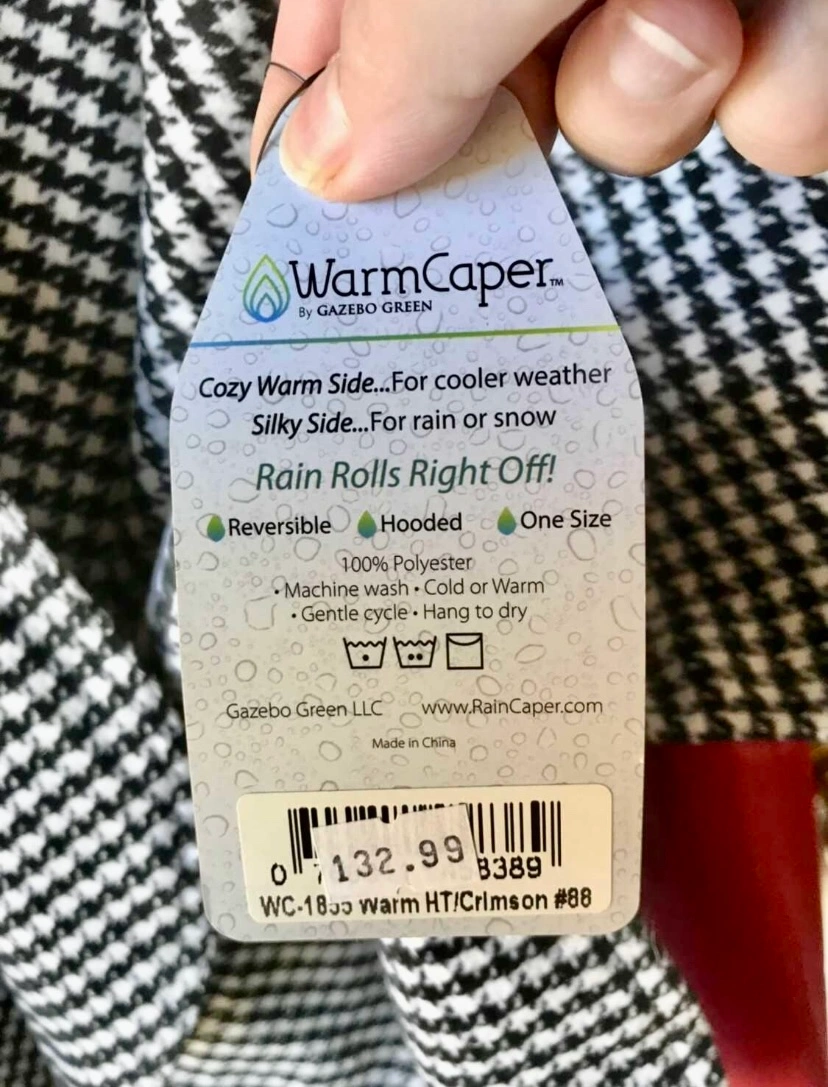 WarmCaper™
By GAZEBO GREEN
Cozy Warm Side...For cooler weather
Silky Side...For rain or snow
Rain Rolls Right Off!
Reversible Hooded One Size
100% Polyester
• Machine wash • Cold or Warm
• Gentle cycle • Hang to dry
Gazebo Green LLC www.RainCaper.com
Made in China
132.99
0 8389
Warm HT/Crimson #88